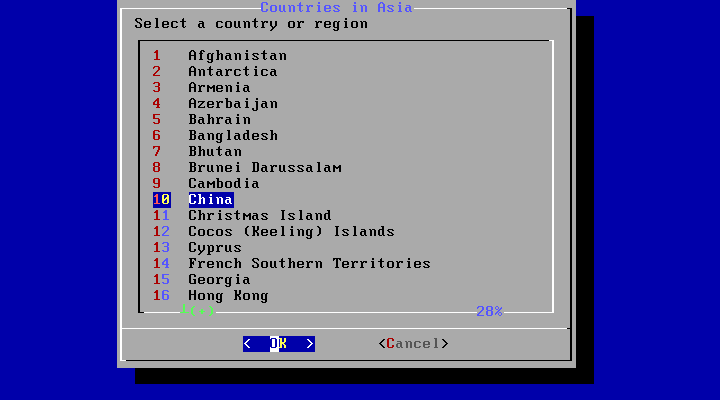 Countries in Asia
Select a country or region
1 Afghanistan
2 Antarctica
3 Armenia
4 Azerbaijan
5 Bahrain
6 Bangladesh
7 Bhutan
8 Brunei Darussalam
9 Cambodia
10 China
11 Christmas Island
12 Cocos (Keeling) Islands
13 Cyprus
14 French Southern Territories
15 Georgia
16 Hong Kong
┴(+) 28%
< OK > <Cancel>